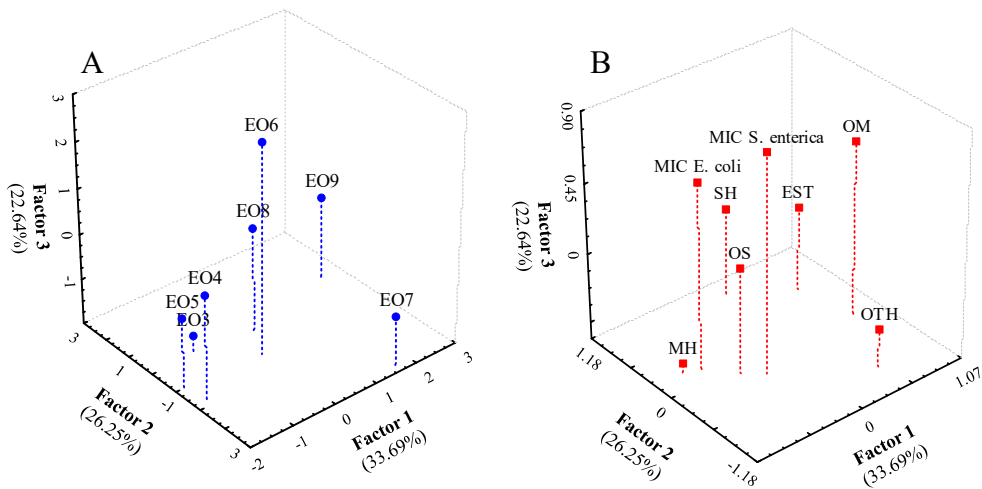 A
3
2
1
0
-1
Factor 3
(22.64%)
EO6
EO9
EO8
EO4
EO5
EO3
EO7
3
1
-1
3
Factor 2
(26.25%)
-2
-1
0
1
2
3
Factor 1
(33.69%)
B
0.90
0.45
0
Factor 3
(22.64%)
OM
MIC S. enterica
MIC E. coli
SH
EST
OS
OTH
MH
1.18
0
-1.18
Factor 2
(26.25%)
0
1.07
Factor 1
(33.69%)